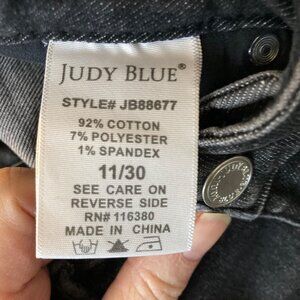 JUDY BLUE®
STYLE# JB88677
92% COTTON
7% POLYESTER
1% SPANDEX
11/30
SEE CARE ON
REVERSE SIDE
RN# 116380
MADE IN CHINA